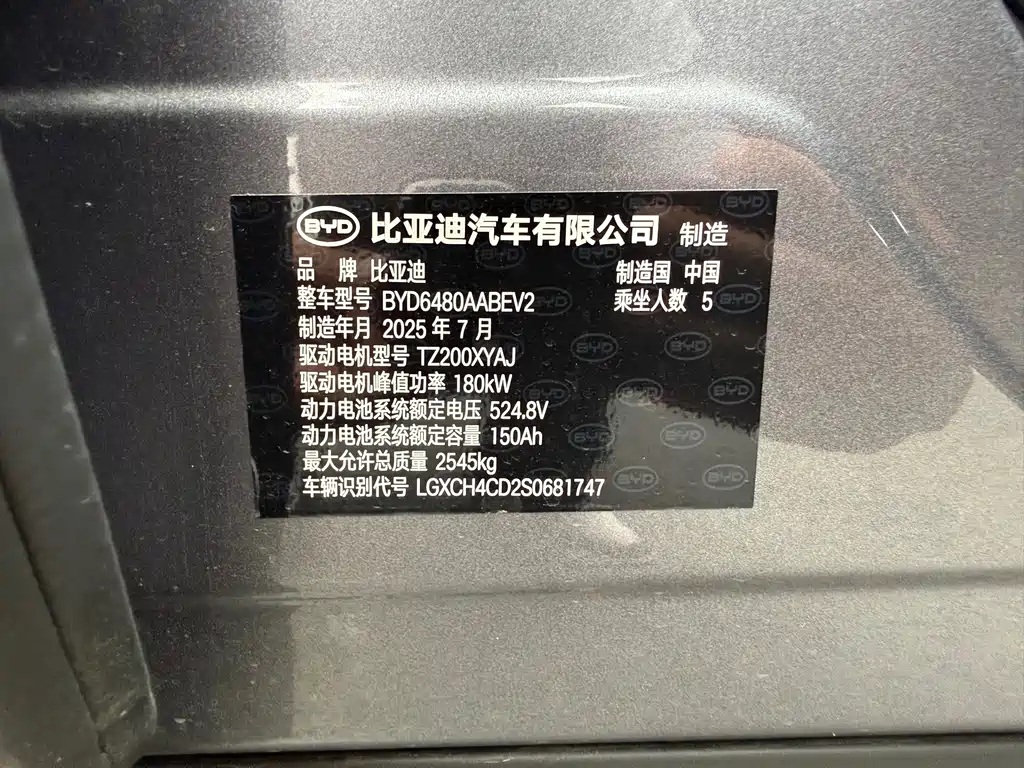 BYD 比亚迪汽车有限公司 制造
品 牌 比亚迪 制造国 中国
整车型号 BYD6480AABEV2 乘坐人数 5
制造年月 2025 年 7 月
驱动电机型号 TZ200XYAJ
驱动电机峰值功率 180kW
动力电池系统额定电压 524.8V
动力电池系统额定容量 150Ah
最大允许总质量 2545kg
车辆识别代号 LGXCH4CD2S0681747